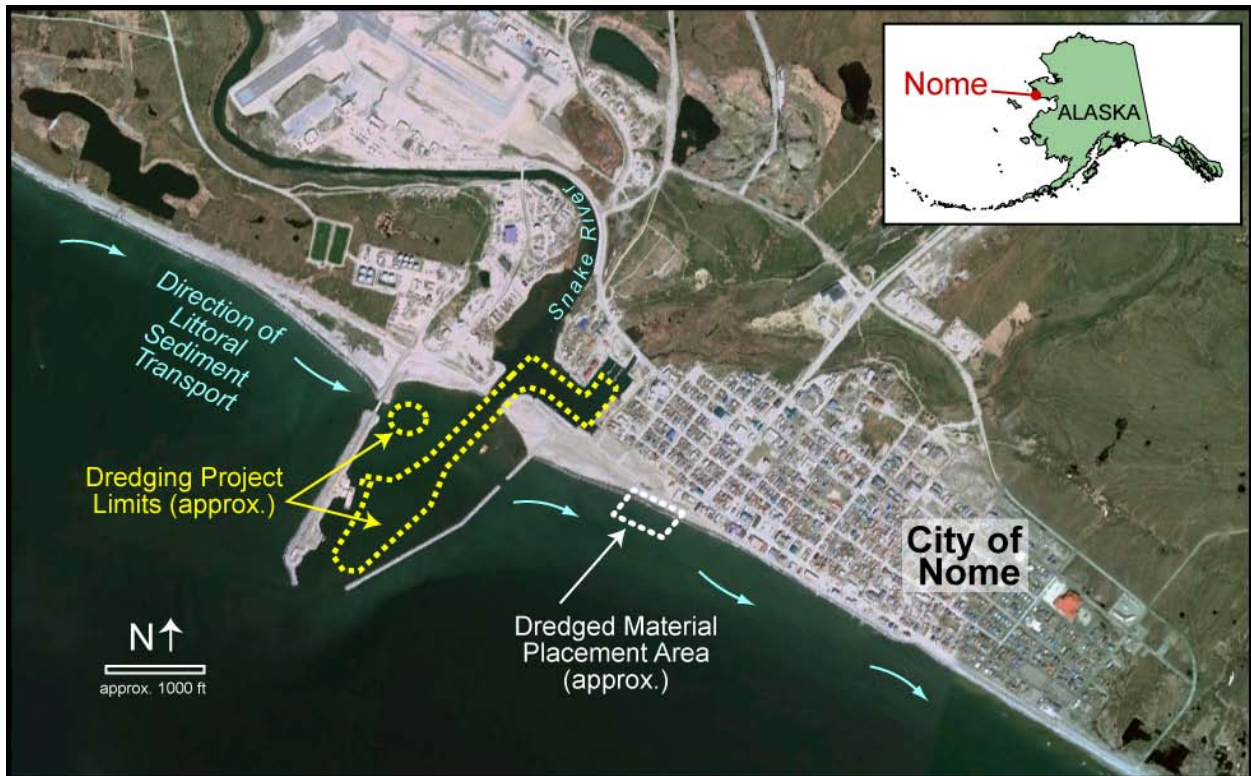 Nome
ALASKA
Snake River
Direction of
Littoral
Sediment
Transport
Dredging Project
Limits (approx.)
City of
Nome
Dredged Material
Placement Area
(approx.)
N
approx. 1000 ft